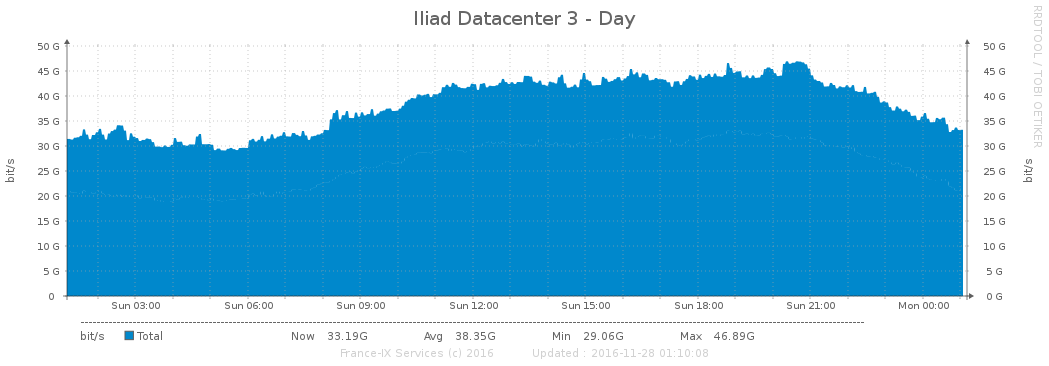 Iliad Datacenter 3 - Day
RRDTOOL / TOBI OETIKER
50 G 50 G
45 G 45 G
40 G 40 G
35 G 35 G
30 G 30 G
25 G 25 G
20 G 20 G
15 G 15 G
10 G 10 G
5 G 5 G
0 0 G
bit/s bit/s
Sun 03:00 Sun 06:00 Sun 09:00 Sun 12:00 Sun 15:00 Sun 18:00 Sun 21:00 Mon 00:00
bit/s Total Now 33.19G Avg 38.35G Min 29.06G Max 46.89G
France-IX Services (c) 2016 Updated : 2016-11-28 01:10:08